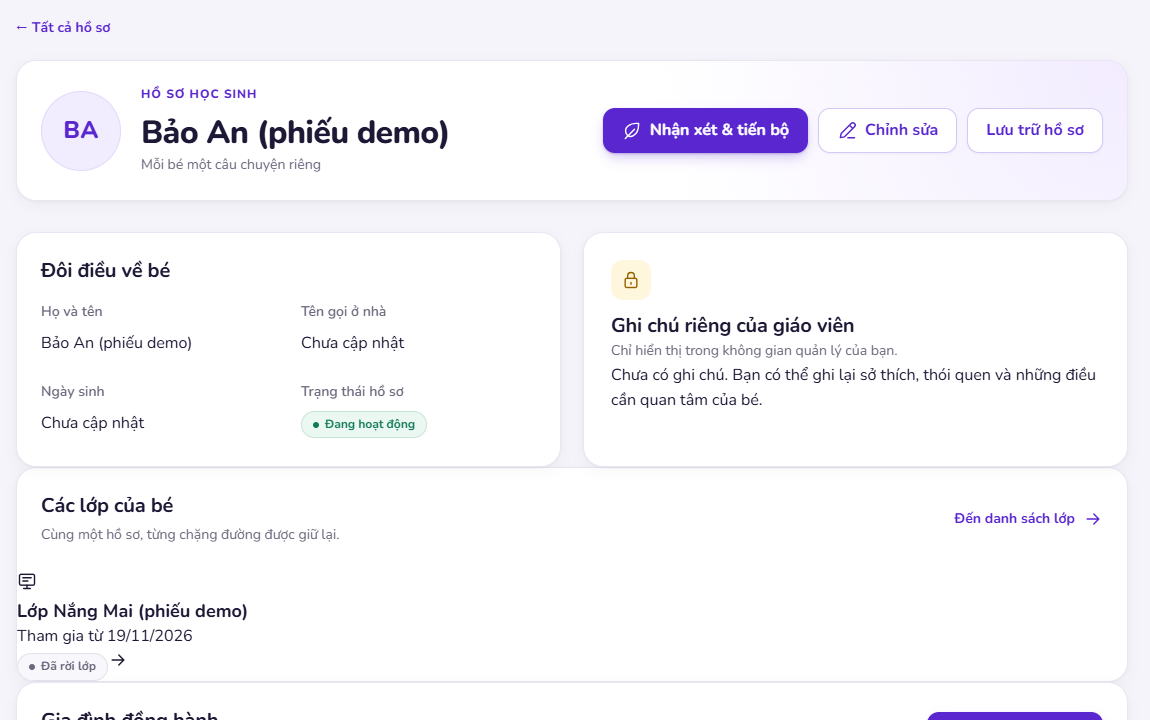 ← Tất cả hồ sơ
BA
HỒ SƠ HỌC SINH
Bảo An (phiếu demo)
Mỗi bé một câu chuyện riêng
Nhận xét & tiến bộ
Chỉnh sửa
Lưu trữ hồ sơ
Đôi điều về bé
Họ và tên
Bảo An (phiếu demo)
Tên gọi ở nhà
Chưa cập nhật
Ngày sinh
Chưa cập nhật
Trạng thái hồ sơ
Đang hoạt động
Ghi chú riêng của giáo viên
Chỉ hiển thị trong không gian quản lý của bạn.
Chưa có ghi chú. Bạn có thể ghi lại sở thích, thói quen và những điều
cần quan tâm của bé.
Các lớp của bé
Cùng một hồ sơ, từng chặng đường được giữ lại.
Đến danh sách lớp →
Lớp Nắng Mai (phiếu demo)
Tham gia từ 19/11/2026
Đã rời lớp →
Gia đình đồng hành